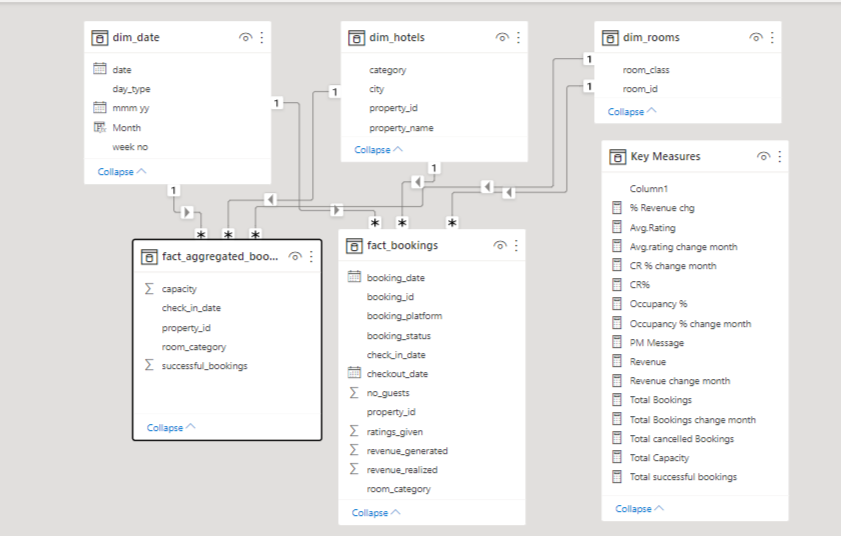 dim_date
date
day_type
mmm yy
Month
week no
Collapse
dim_hotels
category
city
property_id
property_name
Collapse
dim_rooms
room_class
room_id
Collapse
Key Measures
Column1
% Revenue chg
Avg.Rating
Avg.rating change month
CR % change month
CR%
Occupancy %
Occupancy % change month
PM Message
Revenue
Revenue change month
Total Bookings
Total Bookings change month
Total cancelled Bookings
Total Capacity
Total successful bookings
Collapse
1
1
1
1
1
1
*
*
*
*
*
*
fact_aggregated_boo...
capacity
check_in_date
property_id
room_category
successful_bookings
Collapse
fact_bookings
booking_date
booking_id
booking_platform
booking_status
check_in_date
checkout_date
no_guests
property_id
ratings_given
revenue_generated
revenue_realized
room_category
Collapse